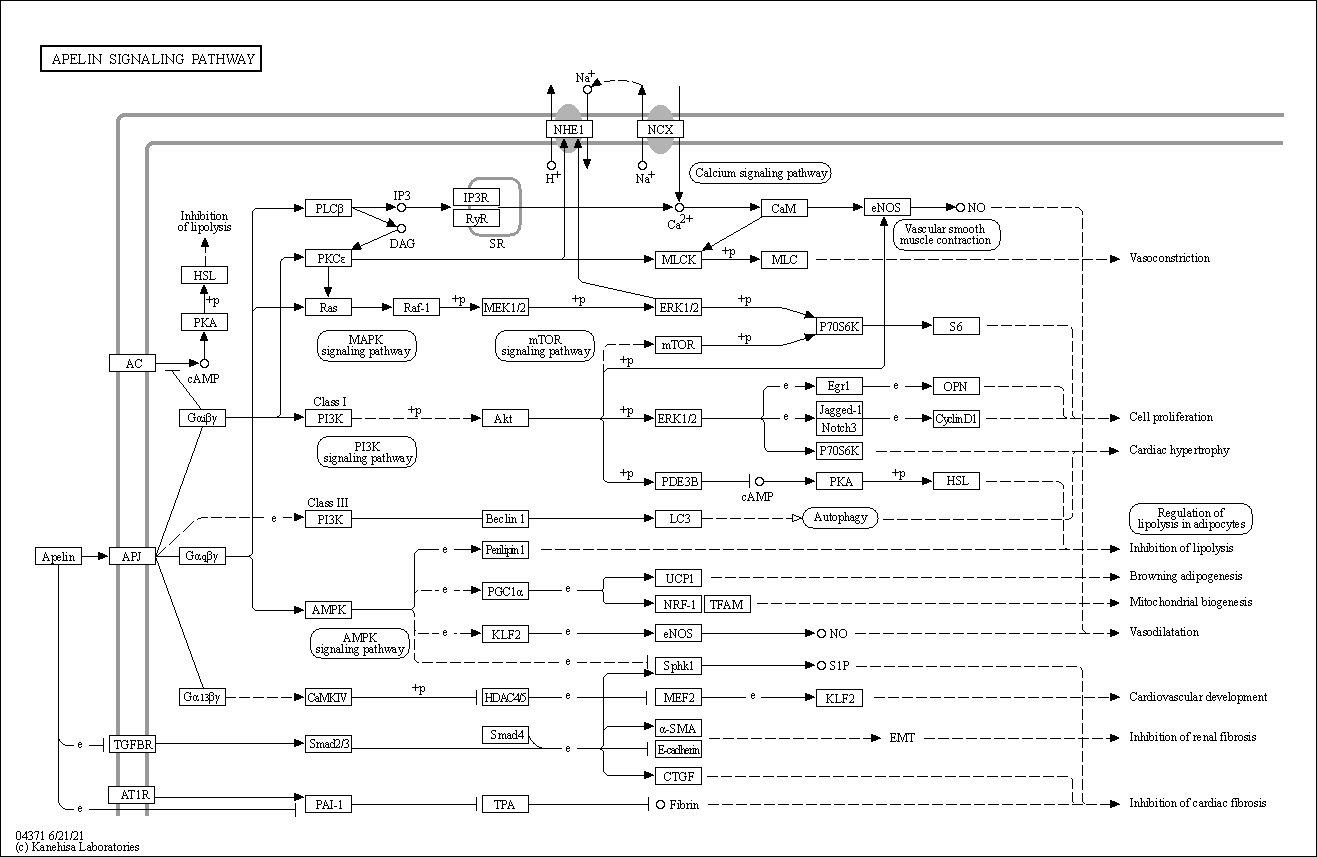 APELIN SIGNALING PATHWAY
Na+
NHE1
NCX
H+
Na+
Calcium signaling pathway
IP3
IP3R
PLCβ
RyR
CaM
eNOS
NO
Inhibition
of lipolysis
DAG
SR
Ca2+
Vascular smooth
muscle contraction
PKCε
MLCK
+p
MLC
Vasoconstriction
HSL
+p
Ras
Raf-1
+p
MEK1/2
+p
ERK1/2
+p
PKA
P70S6K
S6
MAPK
signaling pathway
mTOR
signaling pathway
mTOR
+p
+p
AC
cAMP
e
Egr1
e
OPN
Class I
PI3K
+p
Akt
+p
ERK1/2
e
Jagged-1
Notch3
e
CyclinD1
Cell proliferation
Gαiβγ
PI3K
signaling pathway
P70S6K
Cardiac hypertrophy
+p
PDE3B
cAMP
PKA
+p
HSL
Class III
PI3K
e
Beclin 1
LC3
Autophagy
Regulation of
lipolysis in adipocytes
Apelin
APJ
Gαqβγ
e
Perilipin1
Inhibition of lipolysis
UCP1
Browning adipogenesis
e
PGC1α
e
NRF-1
TFAM
Mitochondrial biogenesis
AMPK
AMPK
signaling pathway
e
KLF2
e
eNOS
NO
Vasodilatation
e
Sphk1
S1P
Gα13βγ
CaMKIV
+p
HDAC4/5
e
MEF2
e
KLF2
Cardiovascular development
α-SMA
Smad4
e
TGFBR
Smad2/3
e
E-cadherin
EMT
Inhibition of renal fibrosis
CTGF
AT1R
e
PAI-1
TPA
Fibrin
Inhibition of cardiac fibrosis
04371 6/21/21
(c) Kanehisa Laboratories